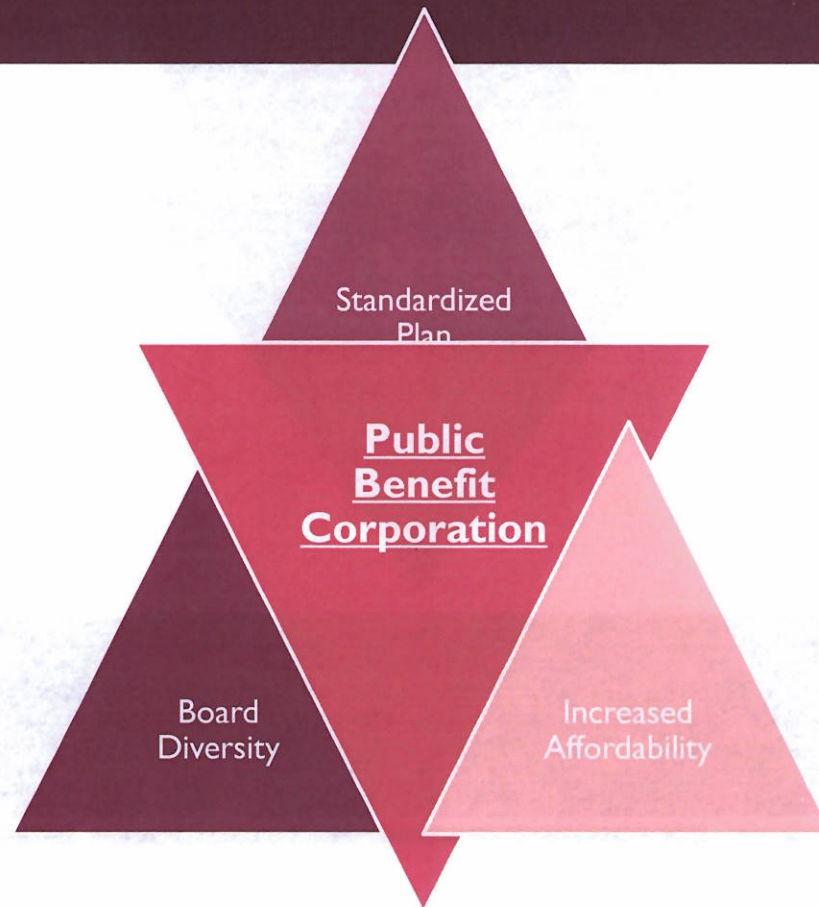 Standardized
Plan
Public
Benefit
Corporation
Board
Diversity
Increased
Affordability